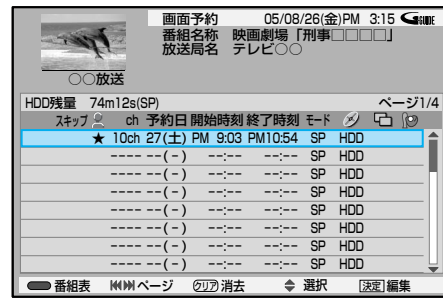 画面予約 05/08/26(金)PM 3:15 GUIDE
番組名称 映画劇場「刑事□□□□」
放送局名 テレビ○○
○○放送
HDD残量 74m12s(SP) ページ1/4
スキップ ch 予約日 開始時刻 終了時刻 モード
★ 10ch 27(土) PM 9:03 PM10:54 SP HDD
---- --(-) --:-- --:-- SP HDD
---- --(-) --:-- --:-- SP HDD
---- --(-) --:-- --:-- SP HDD
---- --(-) --:-- --:-- SP HDD
---- --(-) --:-- --:-- SP HDD
---- --(-) --:-- --:-- SP HDD
---- --(-) --:-- --:-- SP HDD
番組表 ページ クリア 消去 選択 決定 編集